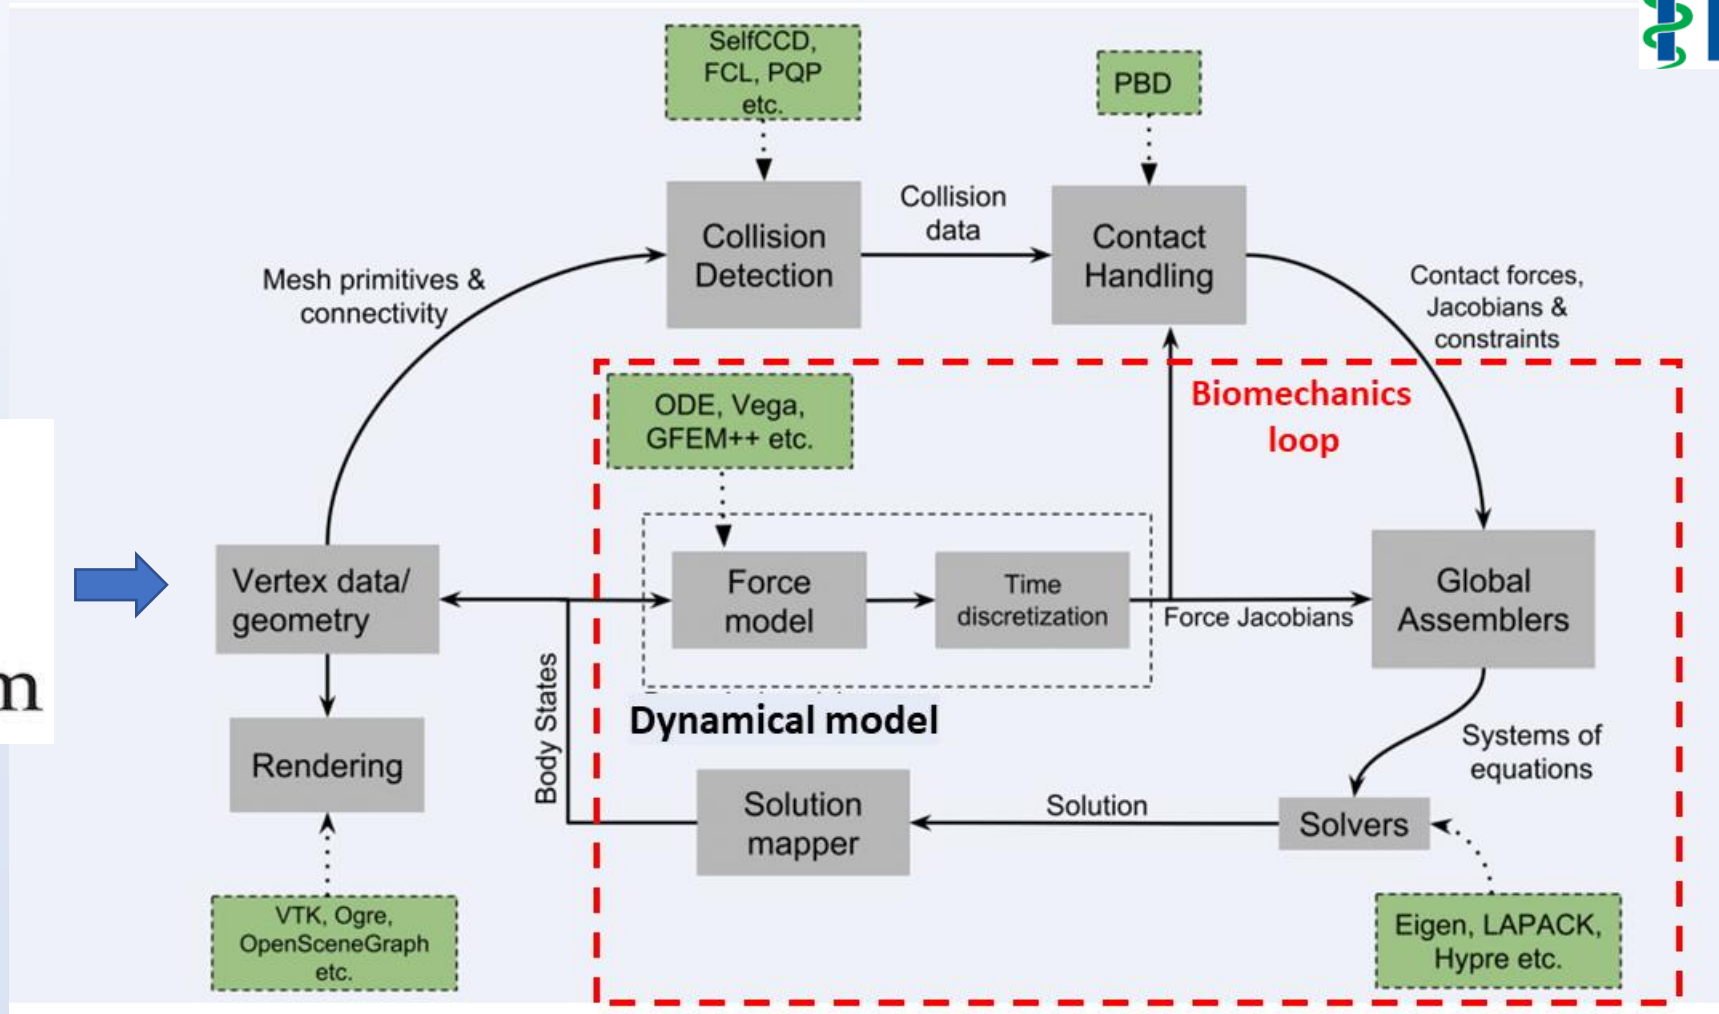 SelfCCD,
FCL, PQP
etc.
PBD
Collision
Detection
Collision
data
Contact
Handling
Mesh primitives &
connectivity
Contact forces,
Jacobians &
constraints
Biomechanics
loop
ODE, Vega,
GFEM++ etc.
Vertex data/
geometry
Force
model
Time
discretization
Force Jacobians
Global
Assemblers
m
Rendering
Body States
Dynamical model
Systems of
equations
Solution
mapper
Solution
Solvers
VTK, Ogre,
OpenSceneGraph
etc.
Eigen, LAPACK,
Hypre etc.